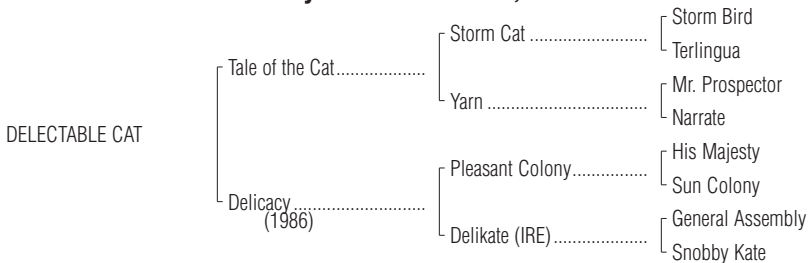 Storm Bird
Storm Cat ..............................
Terlingua
Tale of the Cat...................
Mr. Prospector
Yarn ..................................
Narrate
DELECTABLE CAT
His Majesty
Pleasant Colony................
Sun Colony
Delicacy ............................
(1986)
General Assembly
Delikate (IRE)....................
Snobby Kate